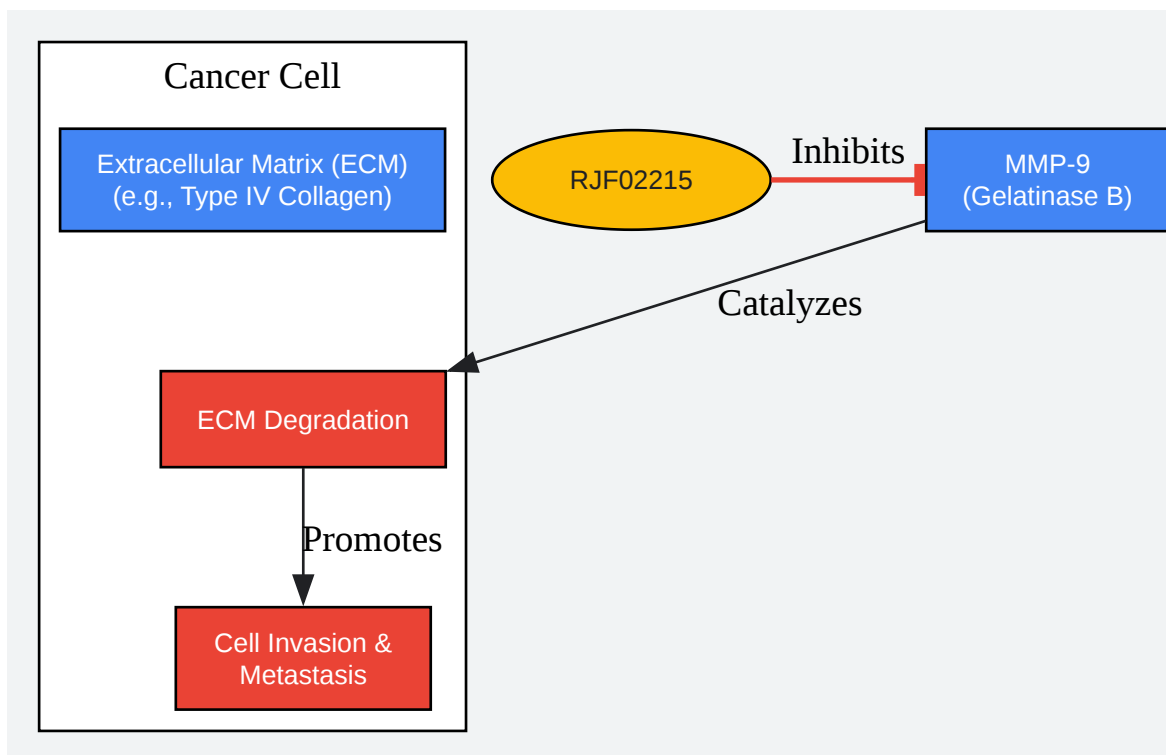 Cancer Cell
Extracellular Matrix (ECM)
(e.g., Type IV Collagen)
RJF02215
Inhibits
MMP-9
(Gelatinase B)
Catalyzes
ECM Degradation
Promotes
Cell Invasion &
Metastasis